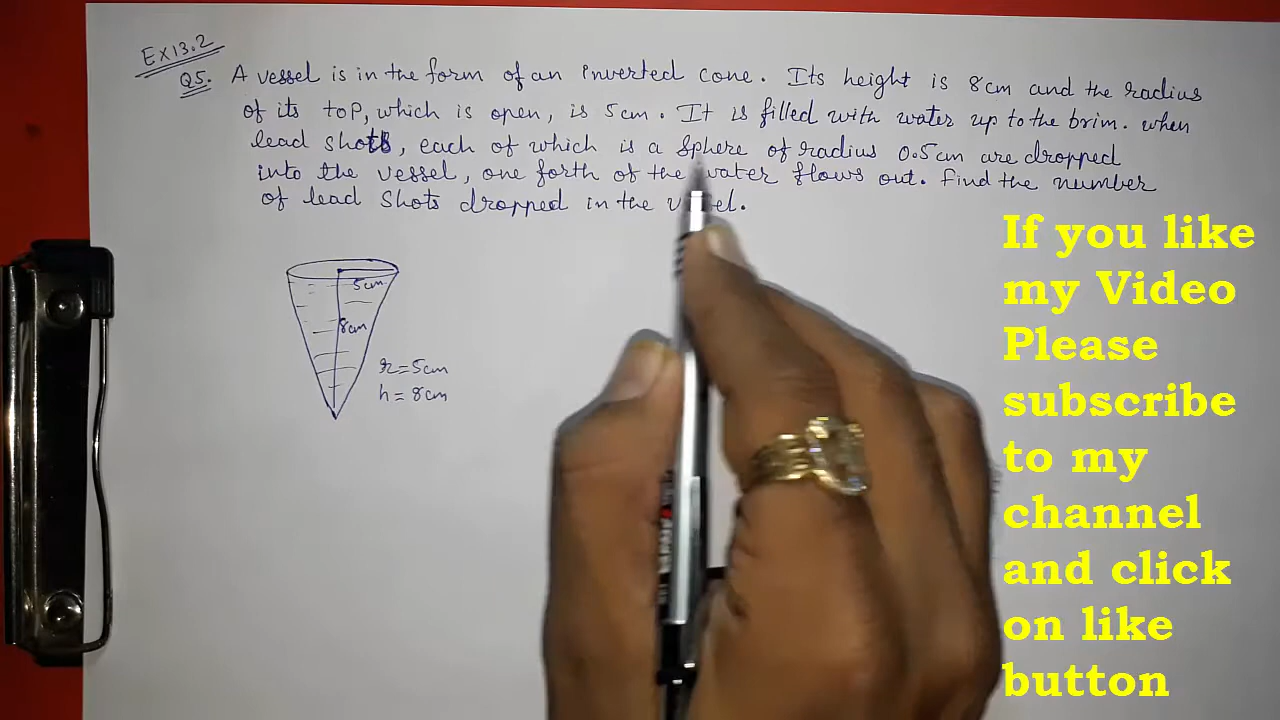 Ex13.2
Q5. A vessel is in the form of an inverted cone. Its height is 8cm and the radius
of its top, which is open, is 5cm. It is filled with water up to the brim. when
lead shots, each of which is a sphere of radius 0.5cm are dropped
into the vessel, one forth of the water flows out. find the number
of lead shots dropped in the vessel.
5cm
8cm
r=5cm
h=8cm
If you like
my Video
Please
subscribe
to my
channel
and click
on like
button